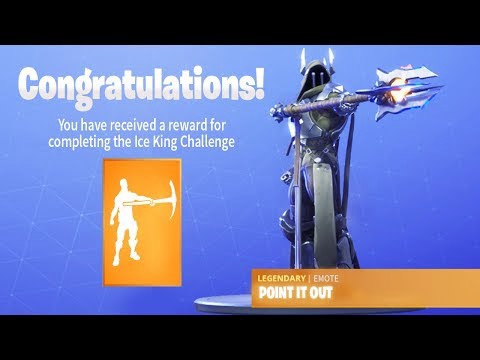 Congratulations!
You have received a reward for
completing the Ice King Challenge
LEGENDARY | EMOTE
POINT IT OUT